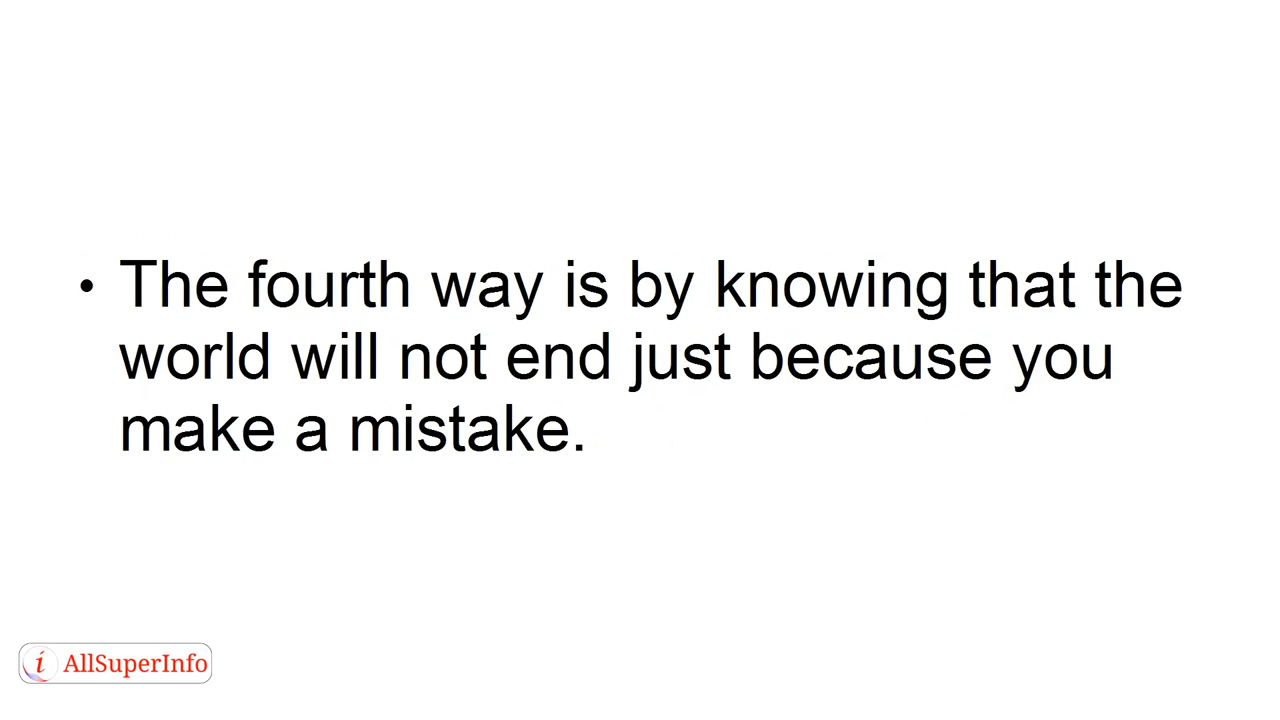 • The fourth way is by knowing that the
world will not end just because you
make a mistake.
i AllSuperInfo